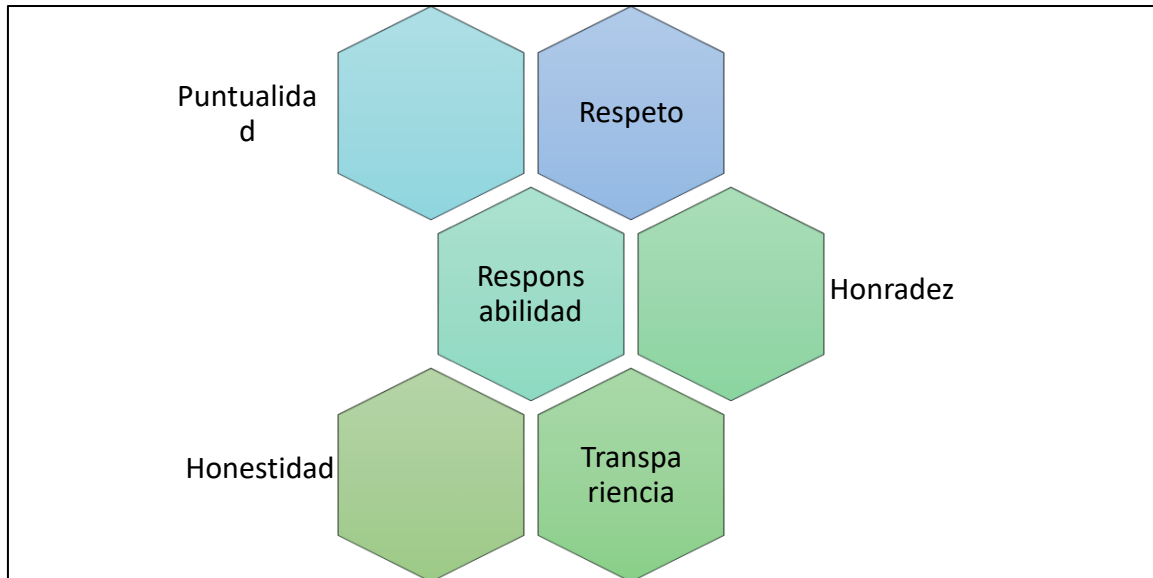 Puntualida
d
Respeto
Respons
abilidad
Honradez
Honestidad
Transpa
riencia